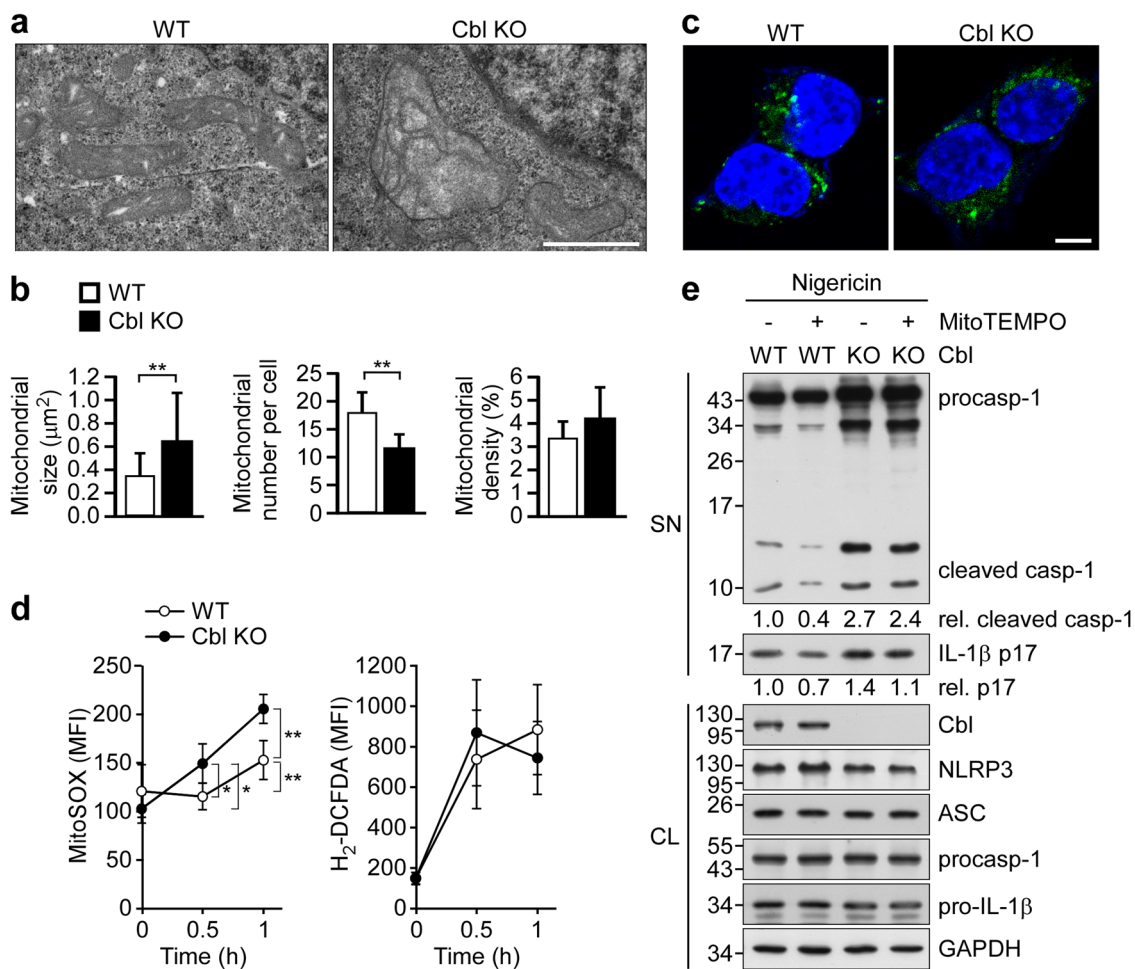 a
WT
Cbl KO
c
WT
Cbl KO
b
WT
Cbl KO
Mitochondrial
size (μm²)
1.2
1.0
0.8
0.6
0.4
0.2
0.0
**
Mitochondrial
number per cell
25
20
15
10
5
0
**
Mitochondrial
density (%)
6
5
4
3
2
1
0
d
WT
Cbl KO
MitoSOX (MFI)
250
200
150
100
50
0
**
**
*
*
0
0.5
1
Time (h)
H₂-DCFDA (MFI)
1200
1000
800
600
400
200
0
0
0.5
1
Time (h)
e
Nigericin
- + - + MitoTEMPO
WT WT KO KO Cbl
SN
43 procasp-1
34
26
17
cleaved casp-1
10
1.0 0.4 2.7 2.4 rel. cleaved casp-1
17 IL-1β p17
1.0 0.7 1.4 1.1 rel. p17
CL
130
95
Cbl
130
95
NLRP3
26
ASC
55
43
procasp-1
34 pro-IL-1β
34 GAPDH